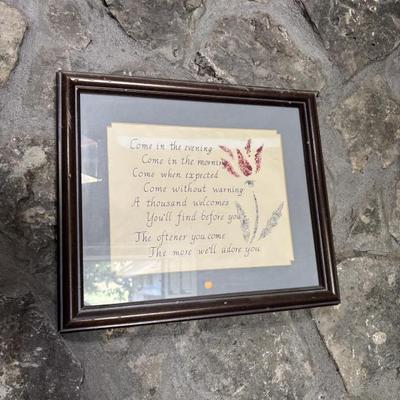 Come in the evening
Come in the morning
Come when expected
Come without warning
A thousand welcomes
You'll find before you
The oftener you come
The more we'll adore you